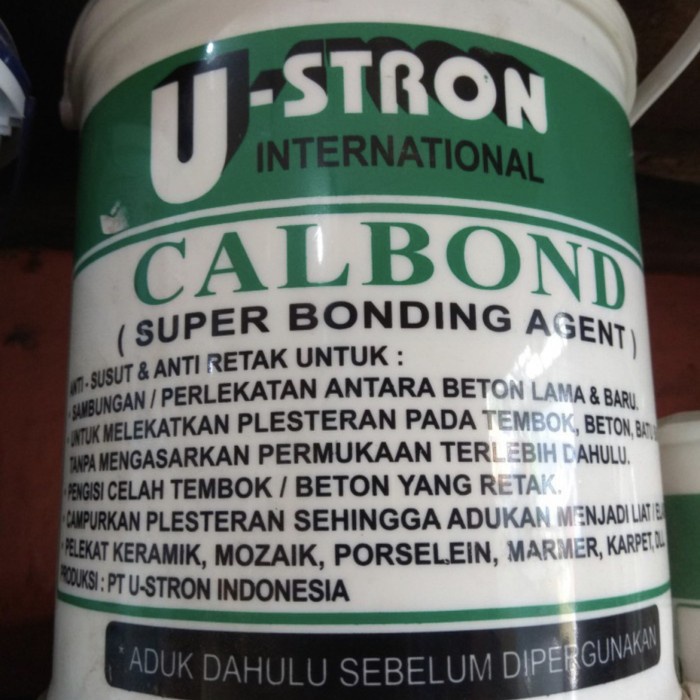 U-STRON
INTERNATIONAL
CALBOND
( SUPER BONDING AGENT )
ANTI - SUSUT & ANTI RETAK UNTUK :
- SAMBUNGAN / PERLEKATAN ANTARA BETON LAMA & BARU.
- UNTUK MELEKATKAN PLESTERAN PADA TEMBOK, BETON,
TANPA MENGASARKAN PERMUKAAN TERLEBIH DAHULU.
- PENGISI CELAH TEMBOK / BETON YANG RETAK.
- CAMPURKAN PLESTERAN SEHINGGA ADUKAN MENJADI LIAT /
- PELEKAT KERAMIK, MOZAIK, PORSELEIN, MARMER, KARPET, DLL.
PRODUKSI : PT U-STRON INDONESIA
* ADUK DAHULU SEBELUM DIPERGUNAKAN